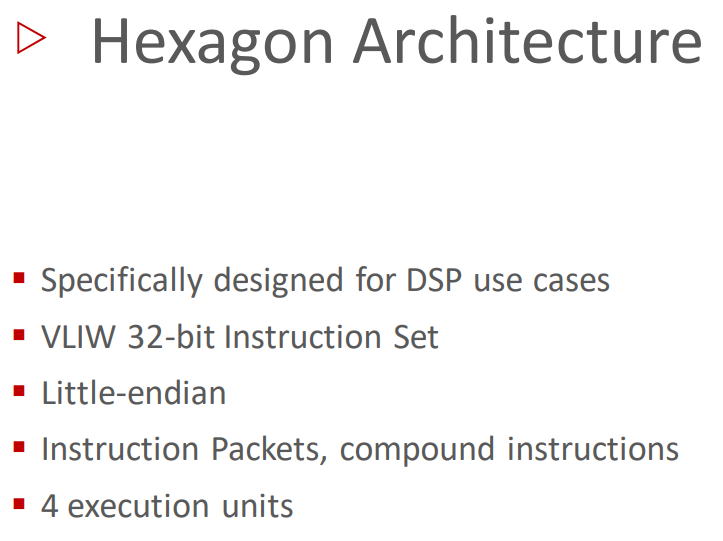 Hexagon Architecture
Specifically designed for DSP use cases
VLIW 32-bit Instruction Set
Little-endian
Instruction Packets, compound instructions
4 execution units